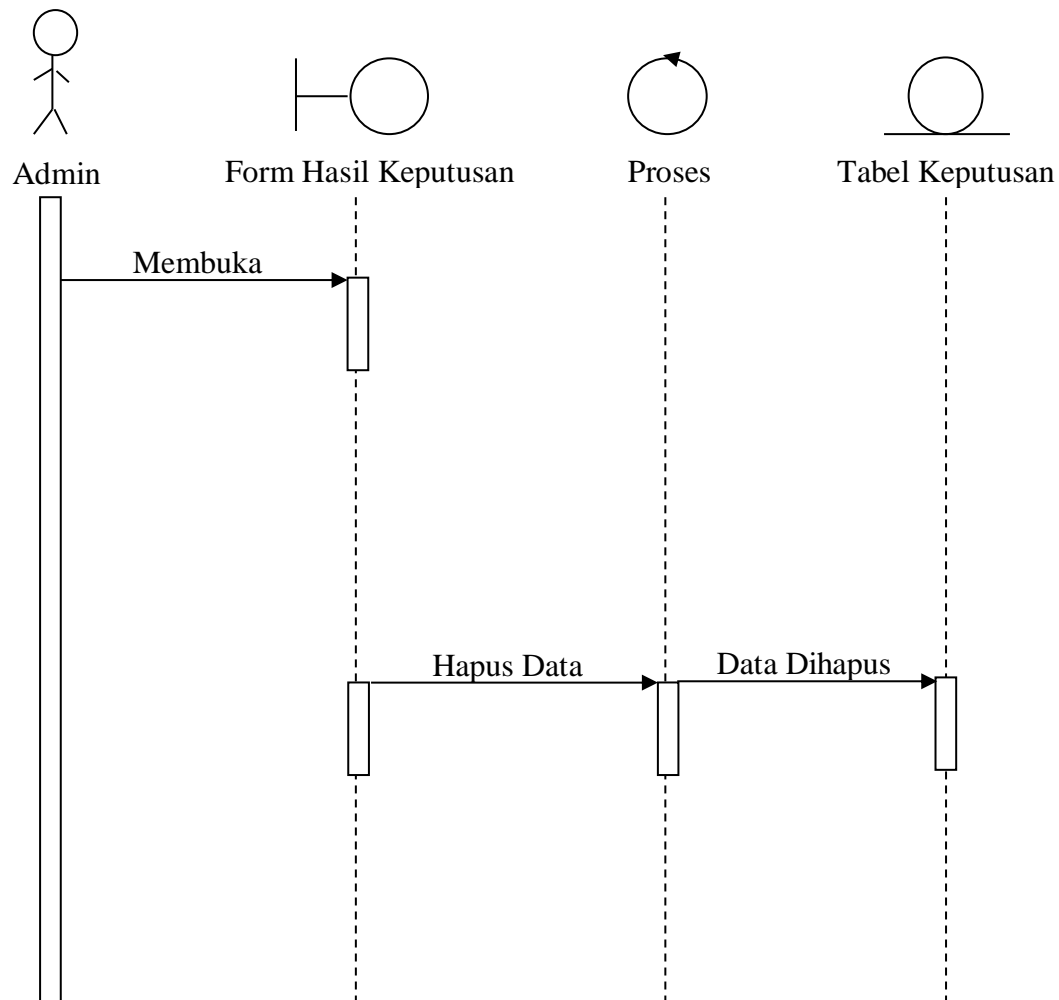 Admin
Form Hasil Keputusan
Proses
Tabel Keputusan
Membuka
Hapus Data
Data Dihapus